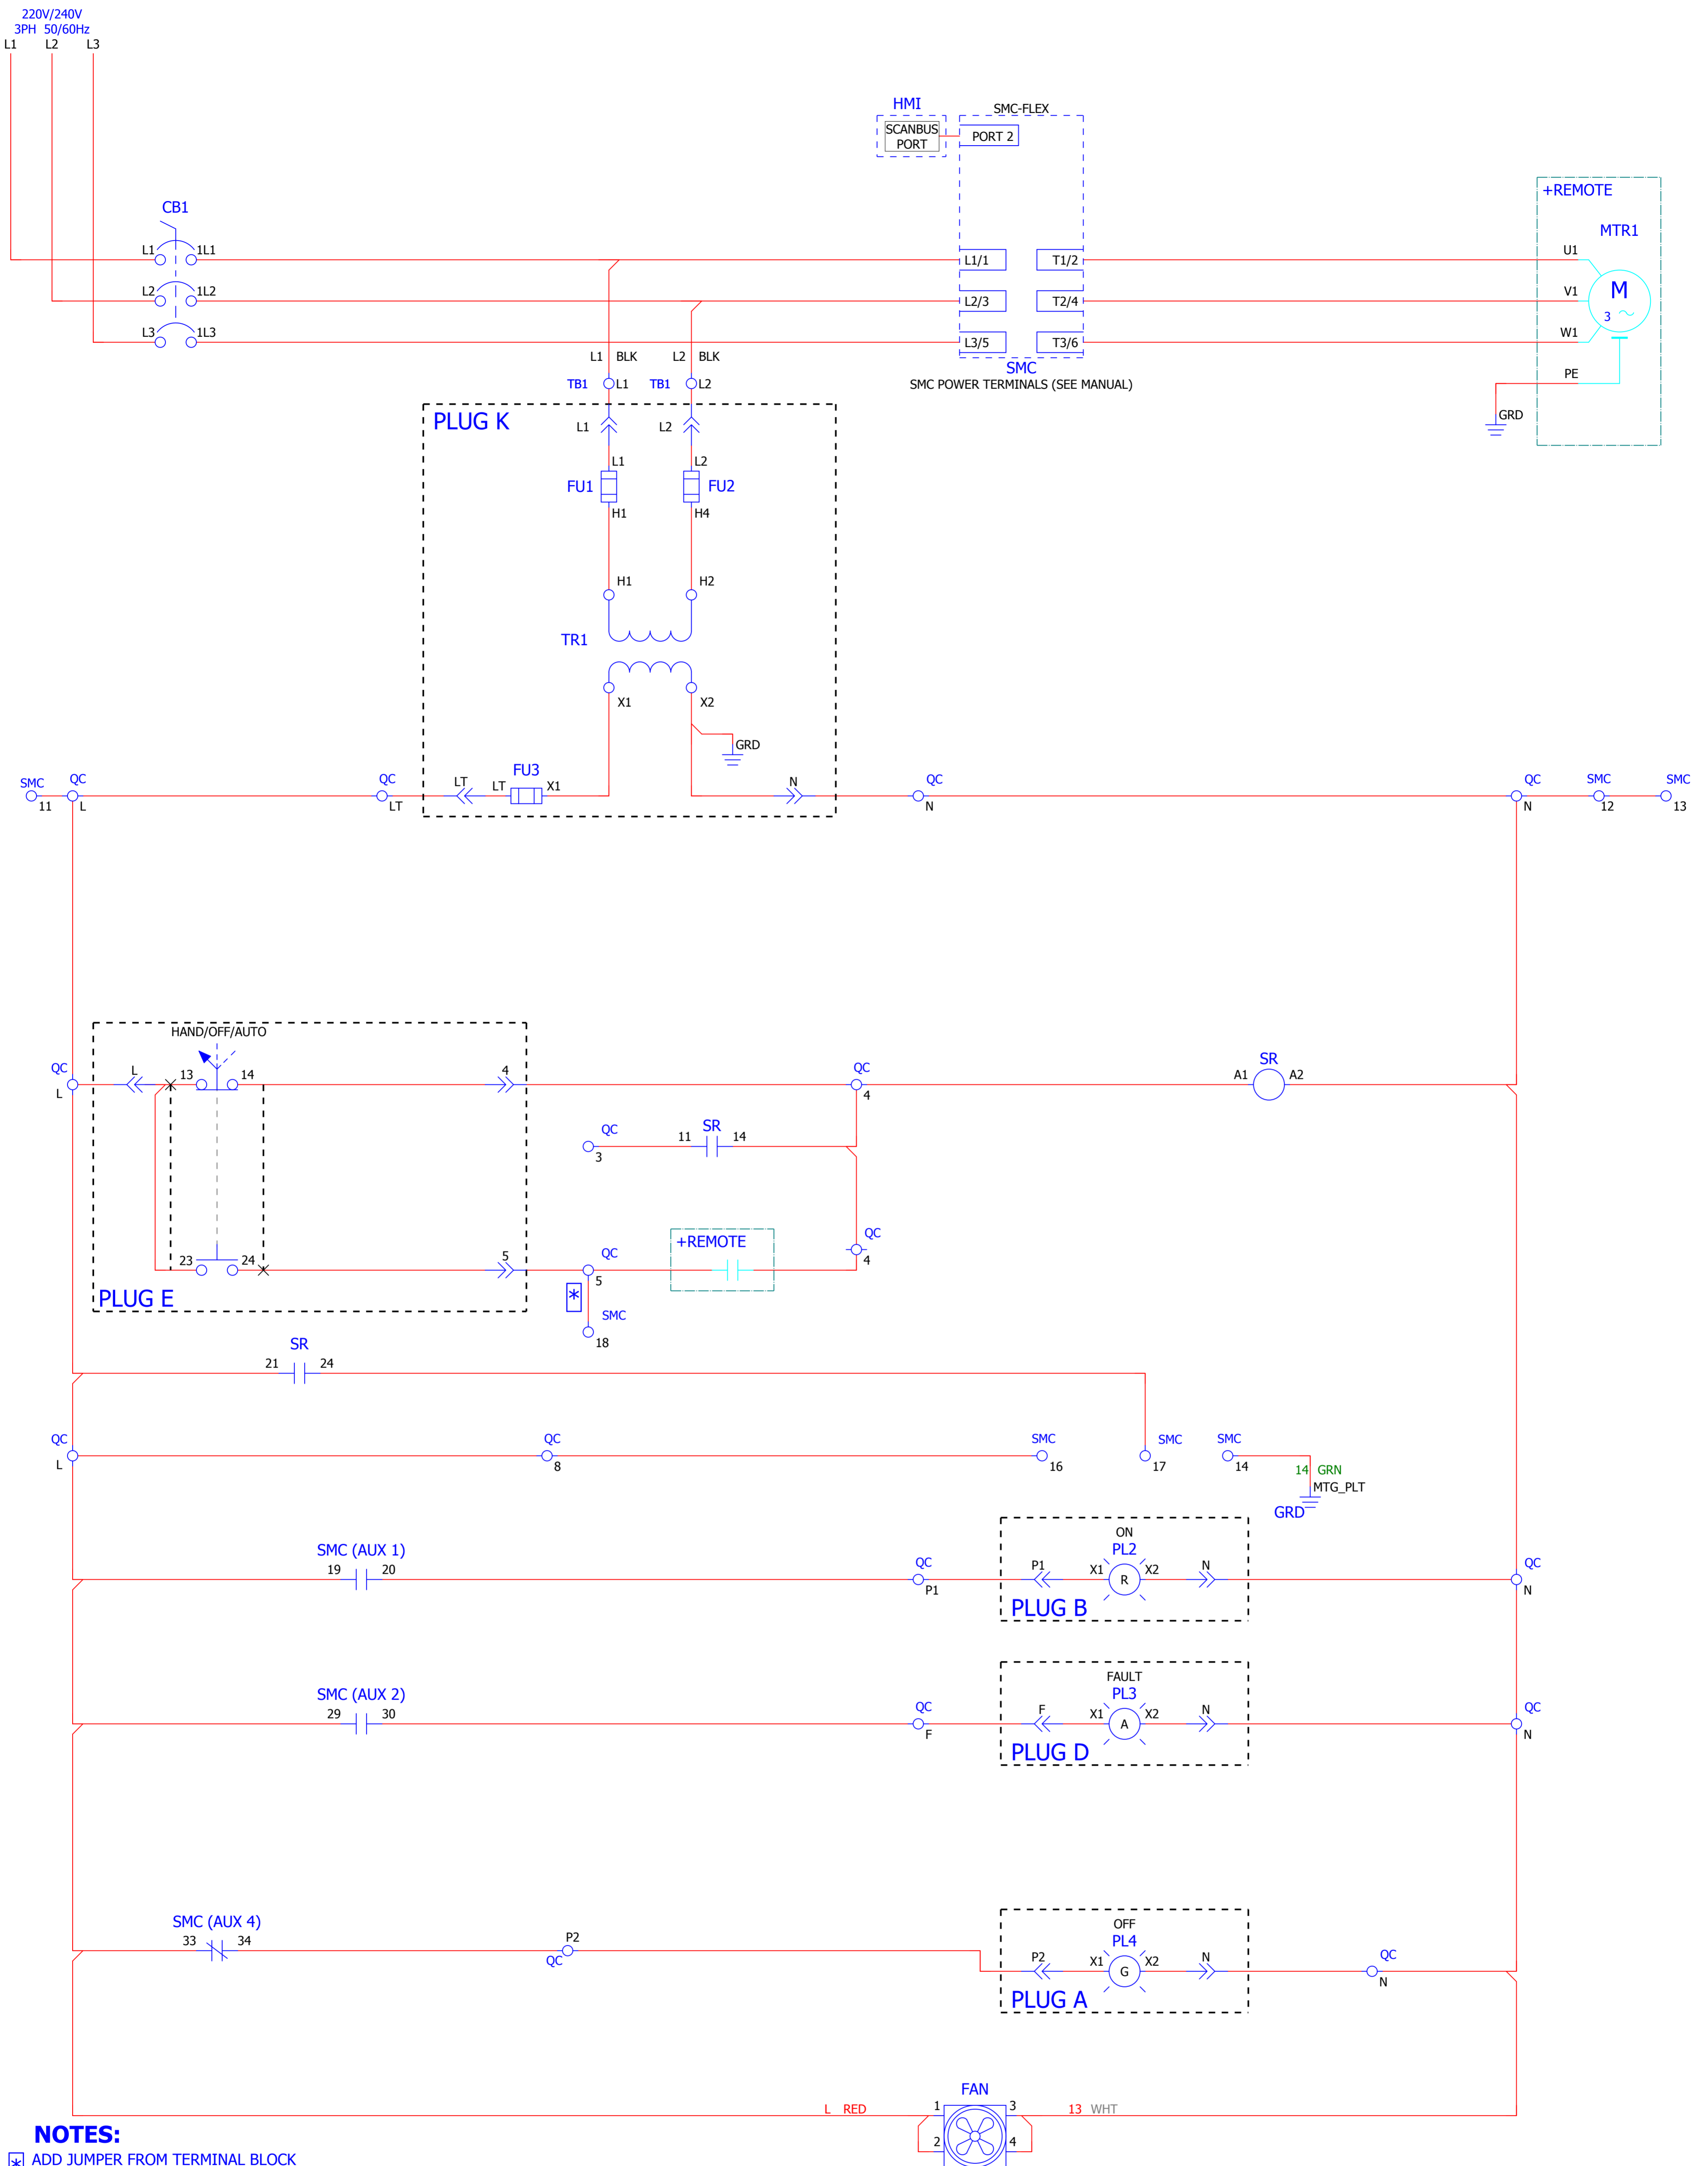 220V/240V
3PH 50/60Hz
L1 L2 L3
HMI
SCANBUS
PORT
SMC-FLEX
PORT 2
+REMOTE
MTR1
CB1
L1 1L1
L2 1L2
L3 1L3
L1/1 T1/2
L2/3 T2/4
L3/5 T3/6
U1
V1
W1
PE
M
3
GRD
SMC
SMC POWER TERMINALS (SEE MANUAL)
L1 BLK L2 BLK
TB1 L1 TB1 L2
PLUG K
L1 L2
L1 L2
FU1 FU2
H1 H4
H1 H2
TR1
X1 X2
GRD
SMC
11
QC
L
QC
LT
LT
LT
FU3
X1
N
QC
N
QC
N
SMC
12
SMC
13
HAND/OFF/AUTO
QC
L
L
13 14
4
QC
4
SR
A1 A2
QC
3
SR
11 14
QC
4
23 24
5
QC
5
+REMOTE
PLUG E
*
SMC
18
SR
21 24
QC
L
QC
8
SMC
16
SMC
17
SMC
14
14 GRN
MTG_PLT
GRD
SMC (AUX 1)
19 20
QC
P1
ON
PL2
P1
X1 R X2
N
PLUG B
QC
N
SMC (AUX 2)
29 30
QC
F
FAULT
PL3
F
X1 A X2
N
PLUG D
QC
N
SMC (AUX 4)
33 34
P2
QC
OFF
PL4
P2
X1 G X2
N
PLUG A
QC
N
FAN
L RED
1 3
2 4
13 WHT
NOTES:
* ADD JUMPER FROM TERMINAL BLOCK